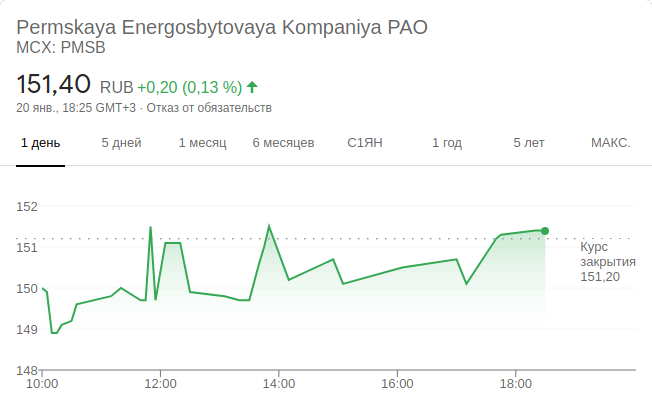 Permskaya Energosbytovaya Kompaniya PAO
MCX: PMSB
151,40 RUB +0,20 (0,13 %)
20 янв., 18:25 GMT+3 · Отказ от обязательств
1 день 5 дней 1 месяц 6 месяцев С1ЯН 1 год 5 лет МАКС.
152
151
150
149
148
Курс
закрытия
151,20
10:00 12:00 14:00 16:00 18:00